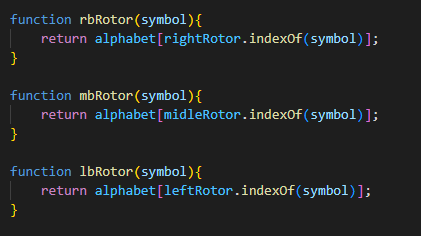 function rbRotor(symbol){
    return alphabet[rightRotor.indexOf(symbol)];
}

function mbRotor(symbol){
    return alphabet[midleRotor.indexOf(symbol)];
}

function lbRotor(symbol){
    return alphabet[leftRotor.indexOf(symbol)];
}